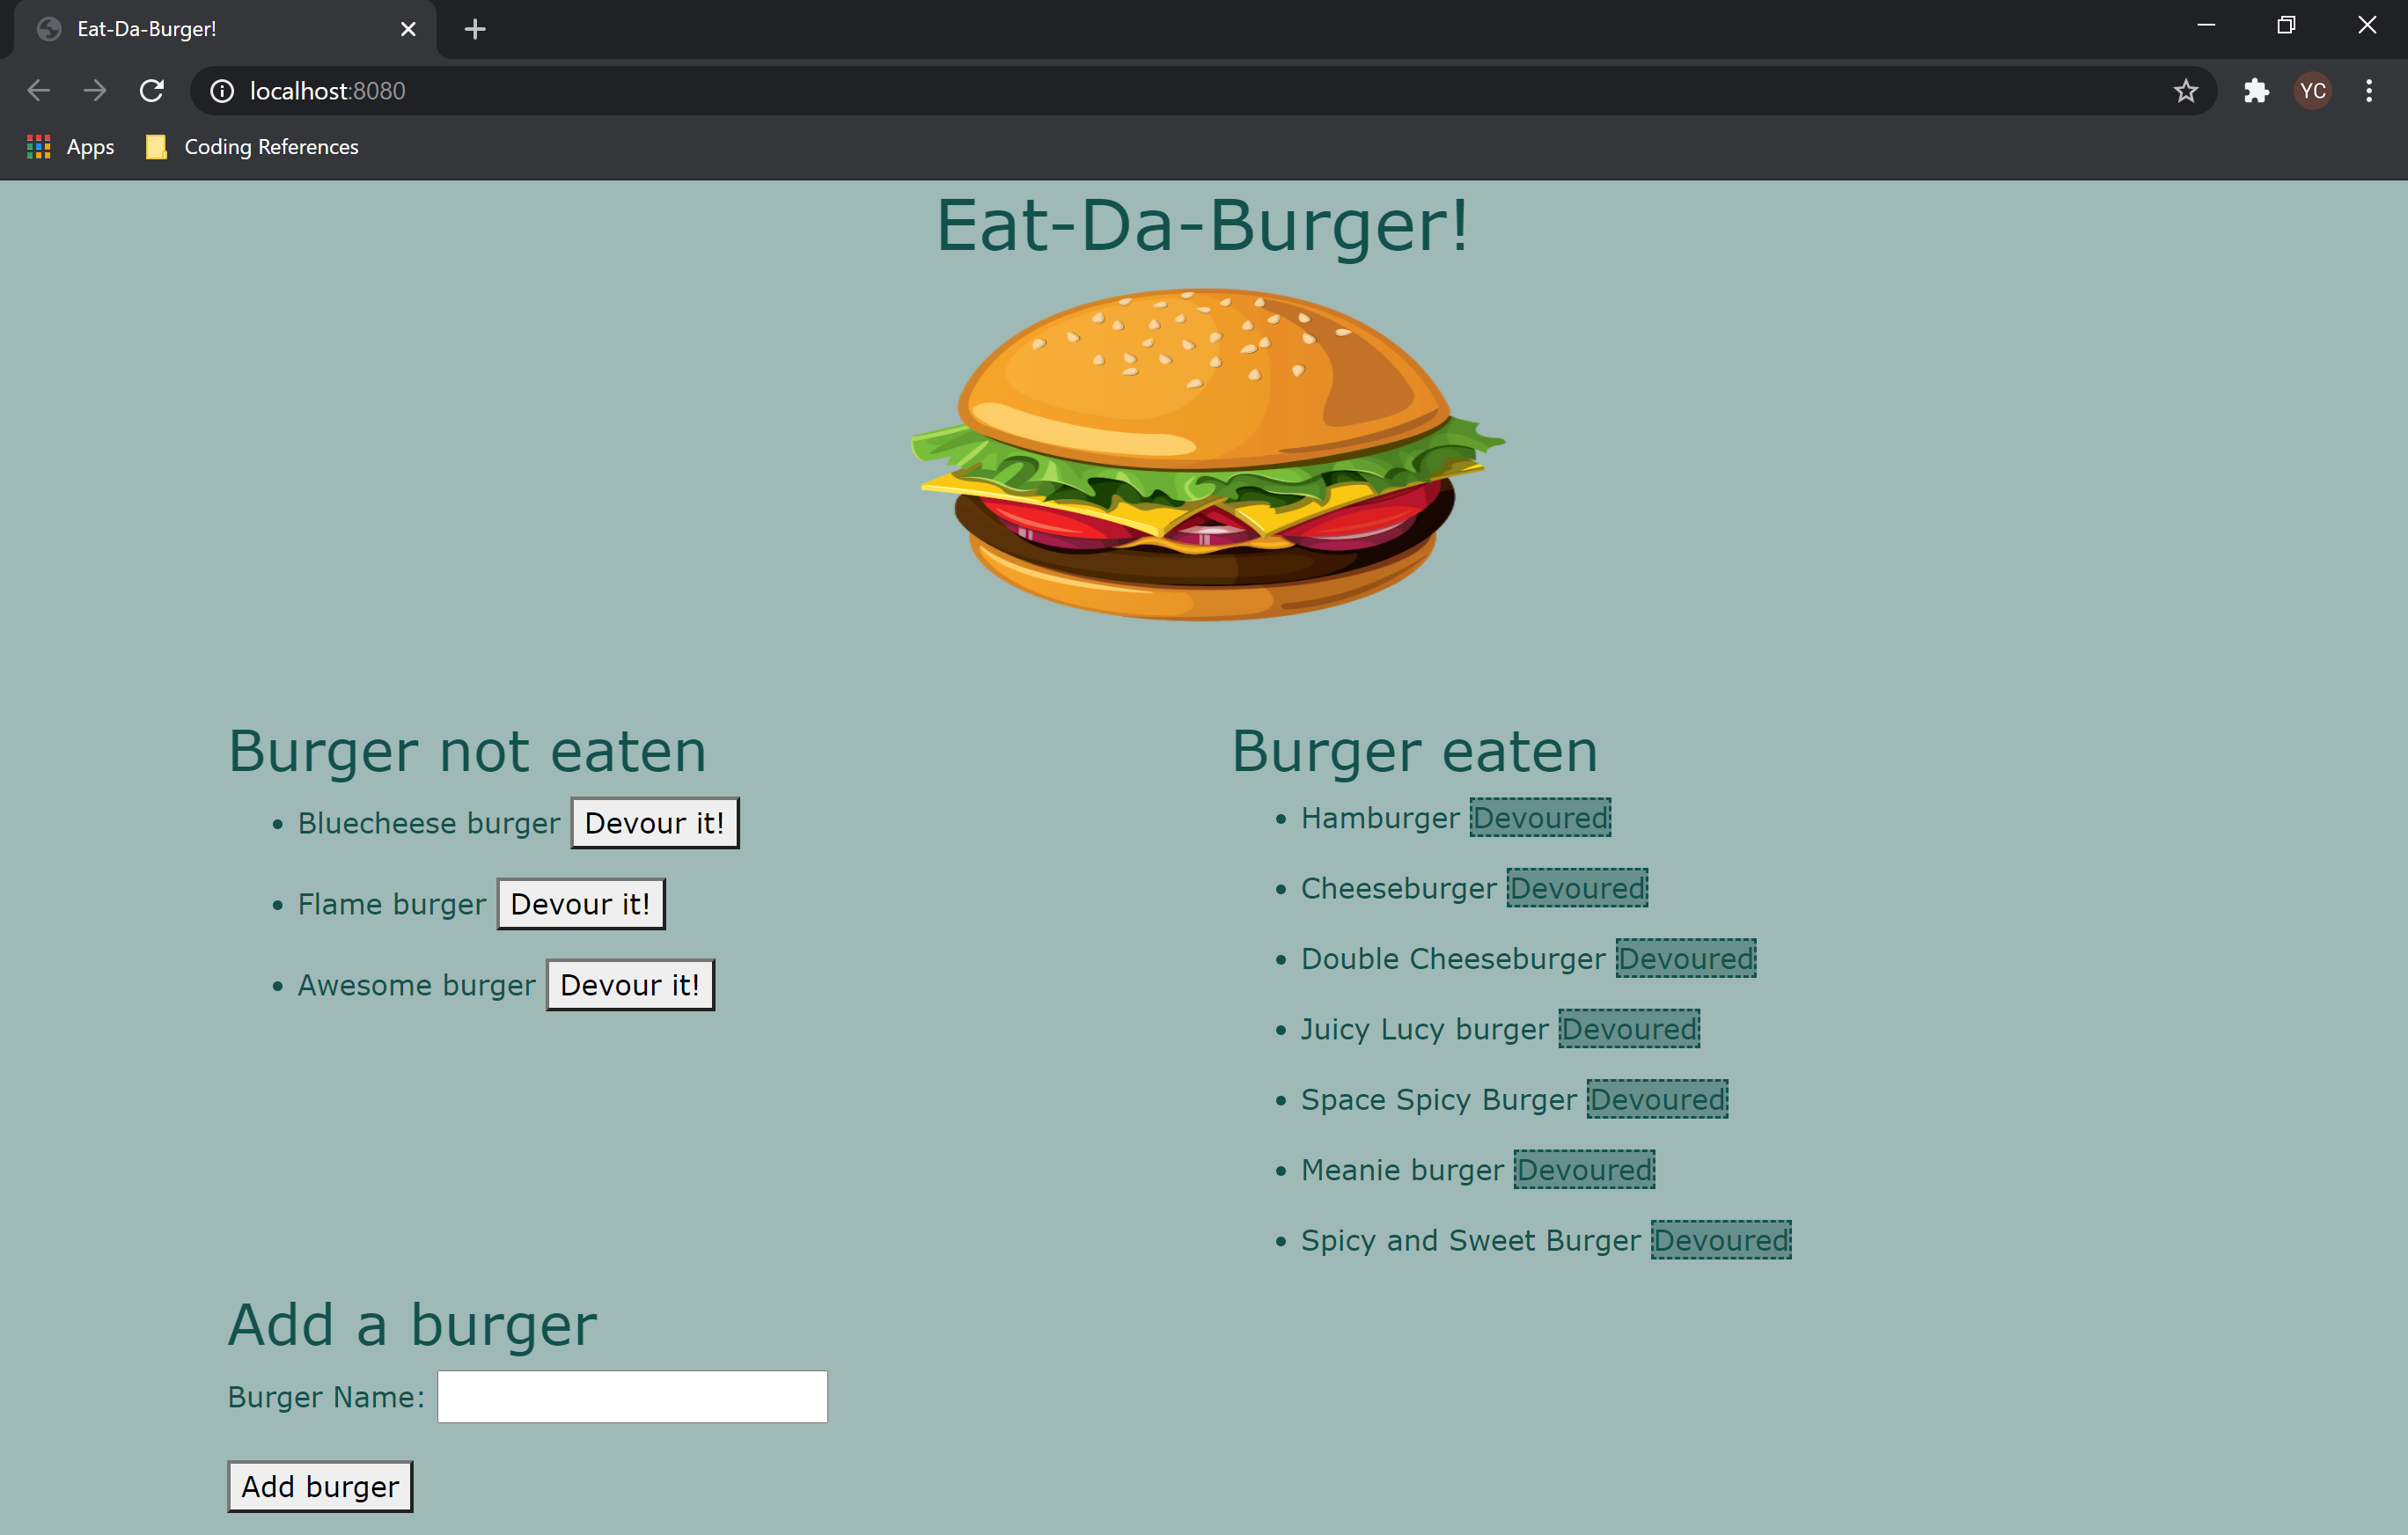 Eat-Da-Burger!
localhost:8080
YC
Apps
Coding References
Eat-Da-Burger!
Burger not eaten
Bluecheese burger Devour it!
Flame burger Devour it!
Awesome burger Devour it!
Burger eaten
Hamburger Devoured
Cheeseburger Devoured
Double Cheeseburger Devoured
Juicy Lucy burger Devoured
Space Spicy Burger Devoured
Meanie burger Devoured
Spicy and Sweet Burger Devoured
Add a burger
Burger Name:
Add burger